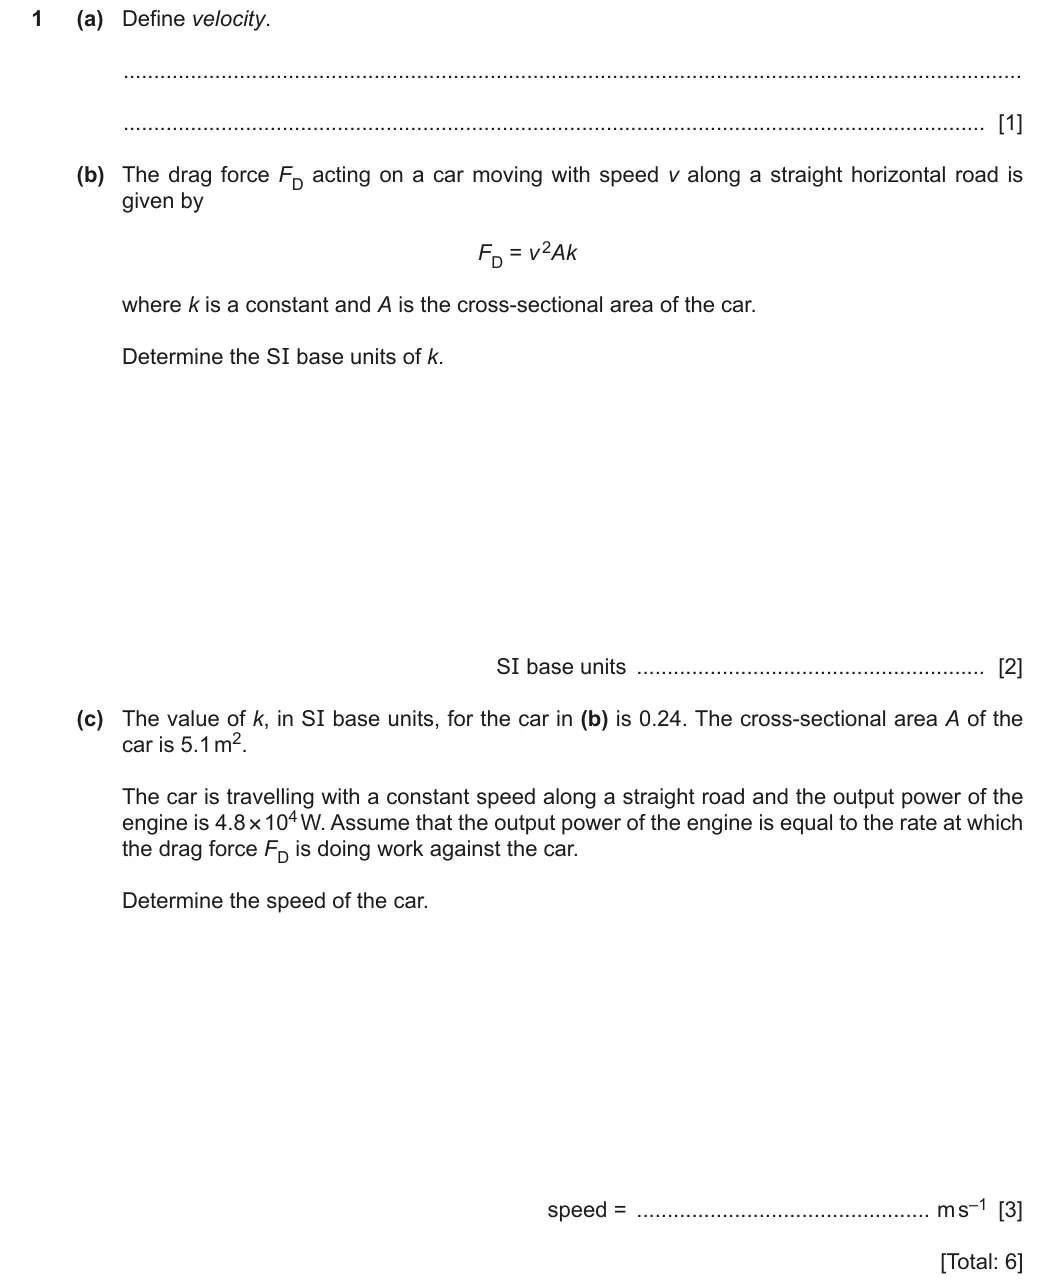 1 (a) Define velocity.
....................................................................................................................................................
.............................................................................................................................................. [1]
(b) The drag force F_D acting on a car moving with speed v along a straight horizontal road is
given by
F_D = v²Ak
where k is a constant and A is the cross-sectional area of the car.
Determine the SI base units of k.
SI base units ......................................................... [2]
(c) The value of k, in SI base units, for the car in (b) is 0.24. The cross-sectional area A of the
car is 5.1 m².
The car is travelling with a constant speed along a straight road and the output power of the
engine is 4.8 × 10⁴ W. Assume that the output power of the engine is equal to the rate at which
the drag force F_D is doing work against the car.
Determine the speed of the car.
speed = ................................................ m s⁻¹ [3]
[Total: 6]